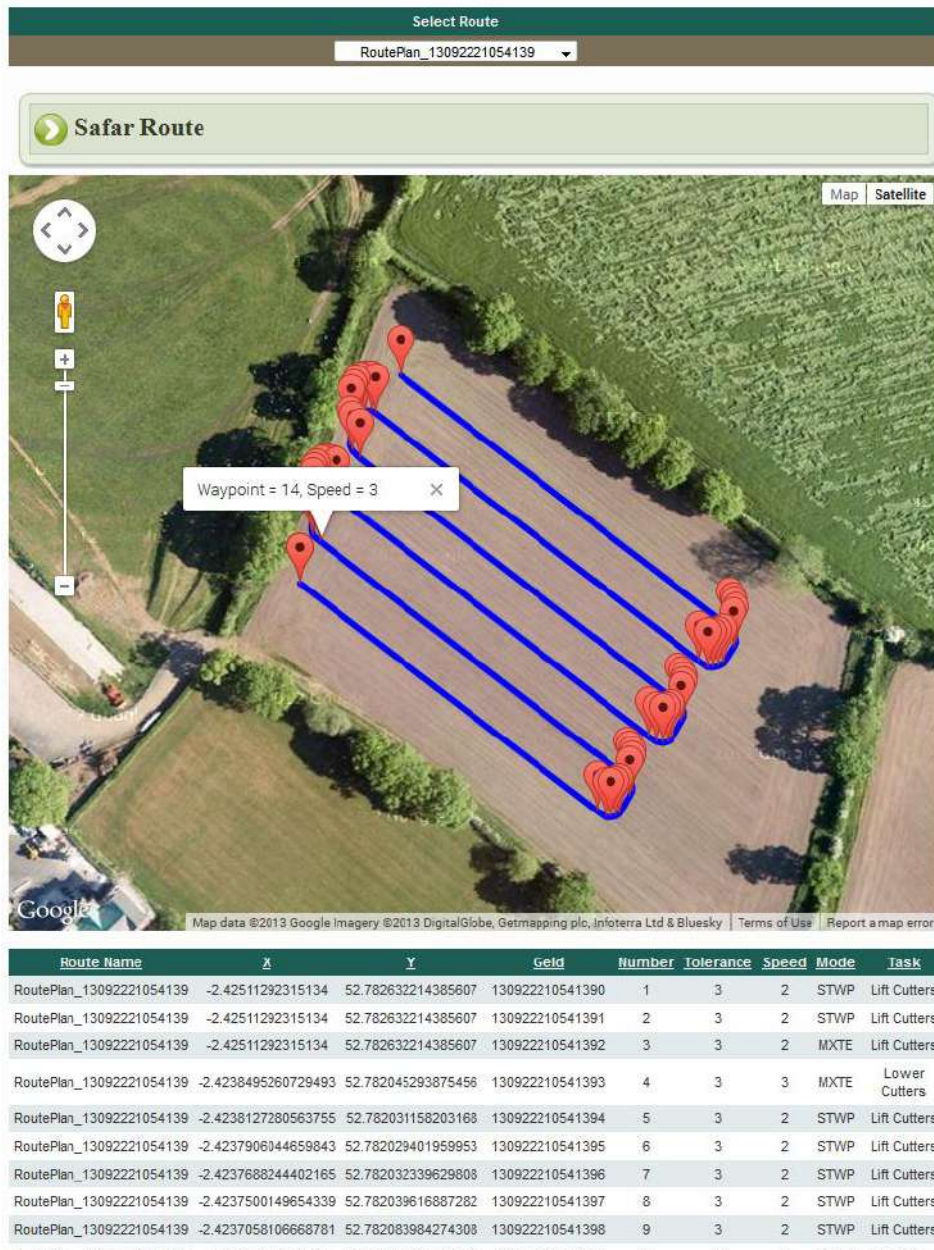 Select Route
RoutePlan_13092221054139
Safar Route
Map Satellite
Waypoint = 14, Speed = 3
Google
Map data ©2013 Google Imagery ©2013 DigitalGlobe, Getmapping plc, Infoterra Ltd & Bluesky Terms of Use Report a map error
Route Name X Y GeId Number Tolerance Speed Mode Task
RoutePlan_13092221054139 -2.42511292315134 52.782632214385607 130922210541390 1 3 2 STWP Lift Cutters
RoutePlan_13092221054139 -2.42511292315134 52.782632214385607 130922210541391 2 3 2 STWP Lift Cutters
RoutePlan_13092221054139 -2.42511292315134 52.782632214385607 130922210541392 3 3 2 MXTE Lift Cutters
RoutePlan_13092221054139 -2.4238495260729493 52.782045293875456 130922210541393 4 3 3 MXTE Lower Cutters
RoutePlan_13092221054139 -2.4238127280563755 52.782031158203168 130922210541394 5 3 2 STWP Lift Cutters
RoutePlan_13092221054139 -2.4237906044659843 52.782029401959953 130922210541395 6 3 2 STWP Lift Cutters
RoutePlan_13092221054139 -2.4237688244402165 52.782032339629808 130922210541396 7 3 2 STWP Lift Cutters
RoutePlan_13092221054139 -2.4237500149654339 52.782039616887282 130922210541397 8 3 2 STWP Lift Cutters
RoutePlan_13092221054139 -2.4237058106668781 52.782083984274308 130922210541398 9 3 2 STWP Lift Cutters